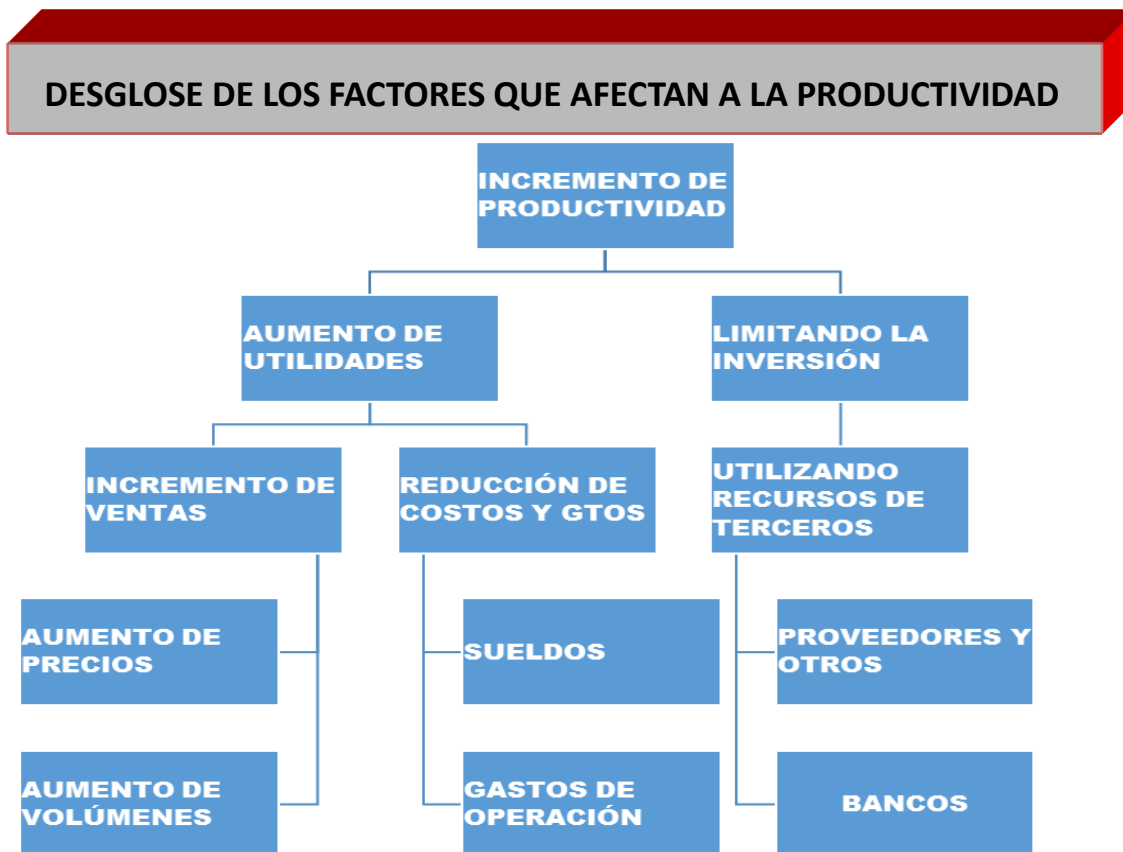 DESGLOSE DE LOS FACTORES QUE AFECTAN A LA PRODUCTIVIDAD
INCREMENTO DE
PRODUCTIVIDAD
AUMENTO DE
UTILIDADES
LIMITANDO LA
INVERSIÓN
INCREMENTO DE
VENTAS
REDUCCIÓN DE
COSTOS Y GTOS
UTILIZANDO
RECURSOS DE
TERCEROS
AUMENTO DE
PRECIOS
SUELDOS
PROVEEDORES Y
OTROS
AUMENTO DE
VOLÚMENES
GASTOS DE
OPERACIÓN
BANCOS